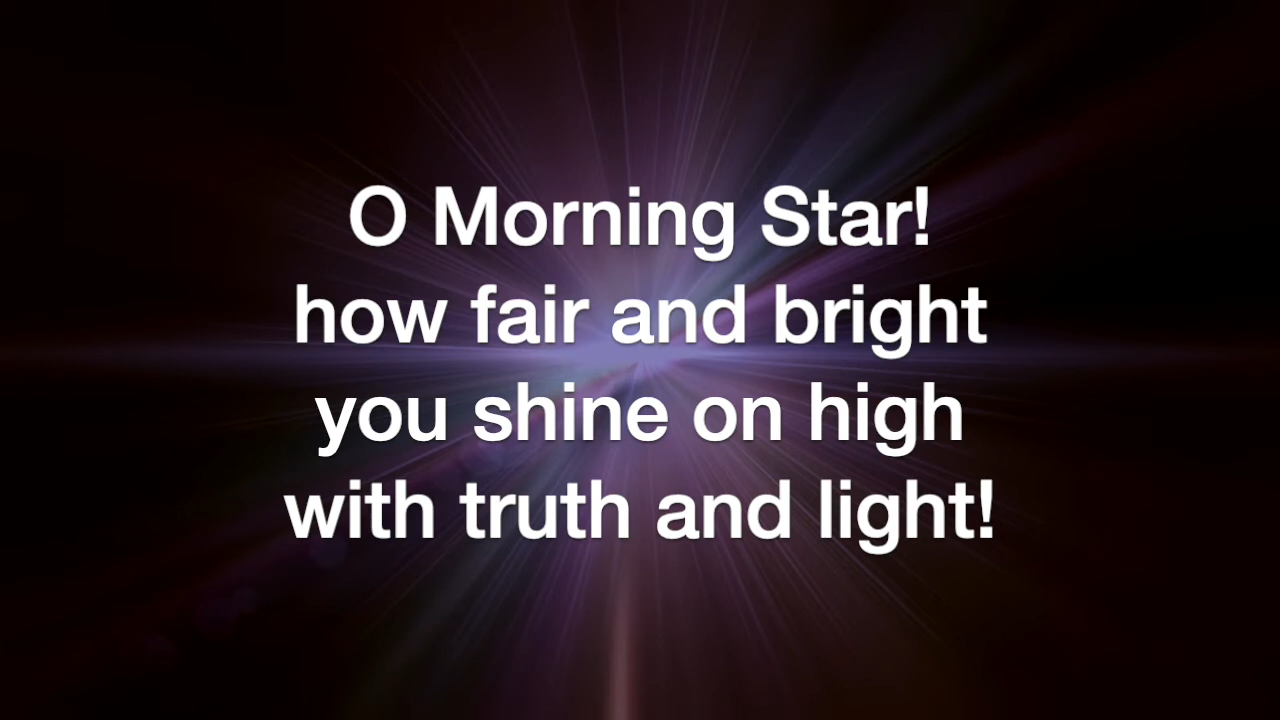 O Morning Star!
how fair and bright
you shine on high
with truth and light!